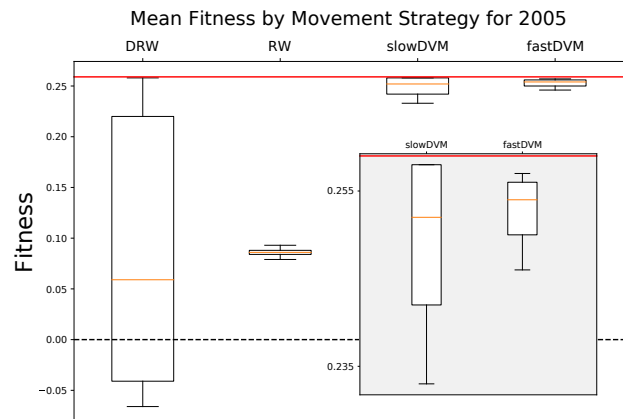 Mean Fitness by Movement Strategy for 2005
DRW RW slowDVM fastDVM
Fitness
0.25
0.20
0.15
0.10
0.05
0.00
−0.05
slowDVM fastDVM
0.255
0.235